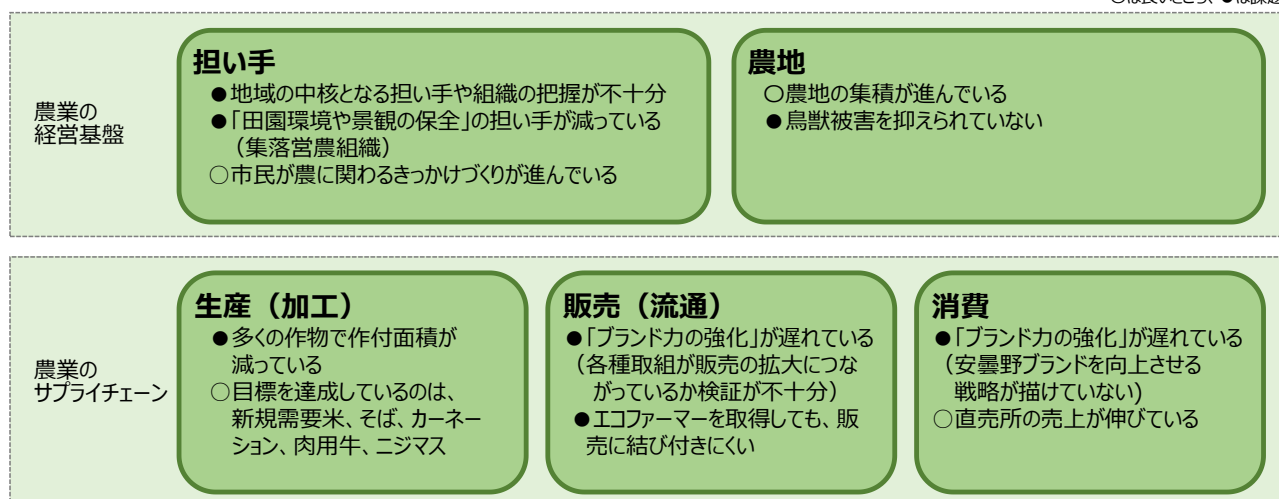 ○は良いところ、●は課題
農業の
経営基盤
担い手
●地域の中核となる担い手や組織の把握が不十分
●「田園環境や景観の保全」の担い手が減っている
（集落営農組織）
○市民が農に関わるきっかけづくりが進んでいる
農地
〇農地の集積が進んでいる
●鳥獣被害を抑えられていない
農業の
サプライチェーン
生産（加工）
●多くの作物で作付面積が
減っている
○目標を達成しているのは、
新規需要米、そば、カーネー
ション、肉用牛、ニジマス
販売（流通）
●「ブランド力の強化」が遅れている
（各種取組が販売の拡大につな
がっているか検証が不十分）
●エコファーマーを取得しても、販
売に結び付きにくい
消費
●「ブランド力の強化」が遅れている
（安曇野ブランドを向上させる
戦略が描けていない)
○直売所の売上が伸びている